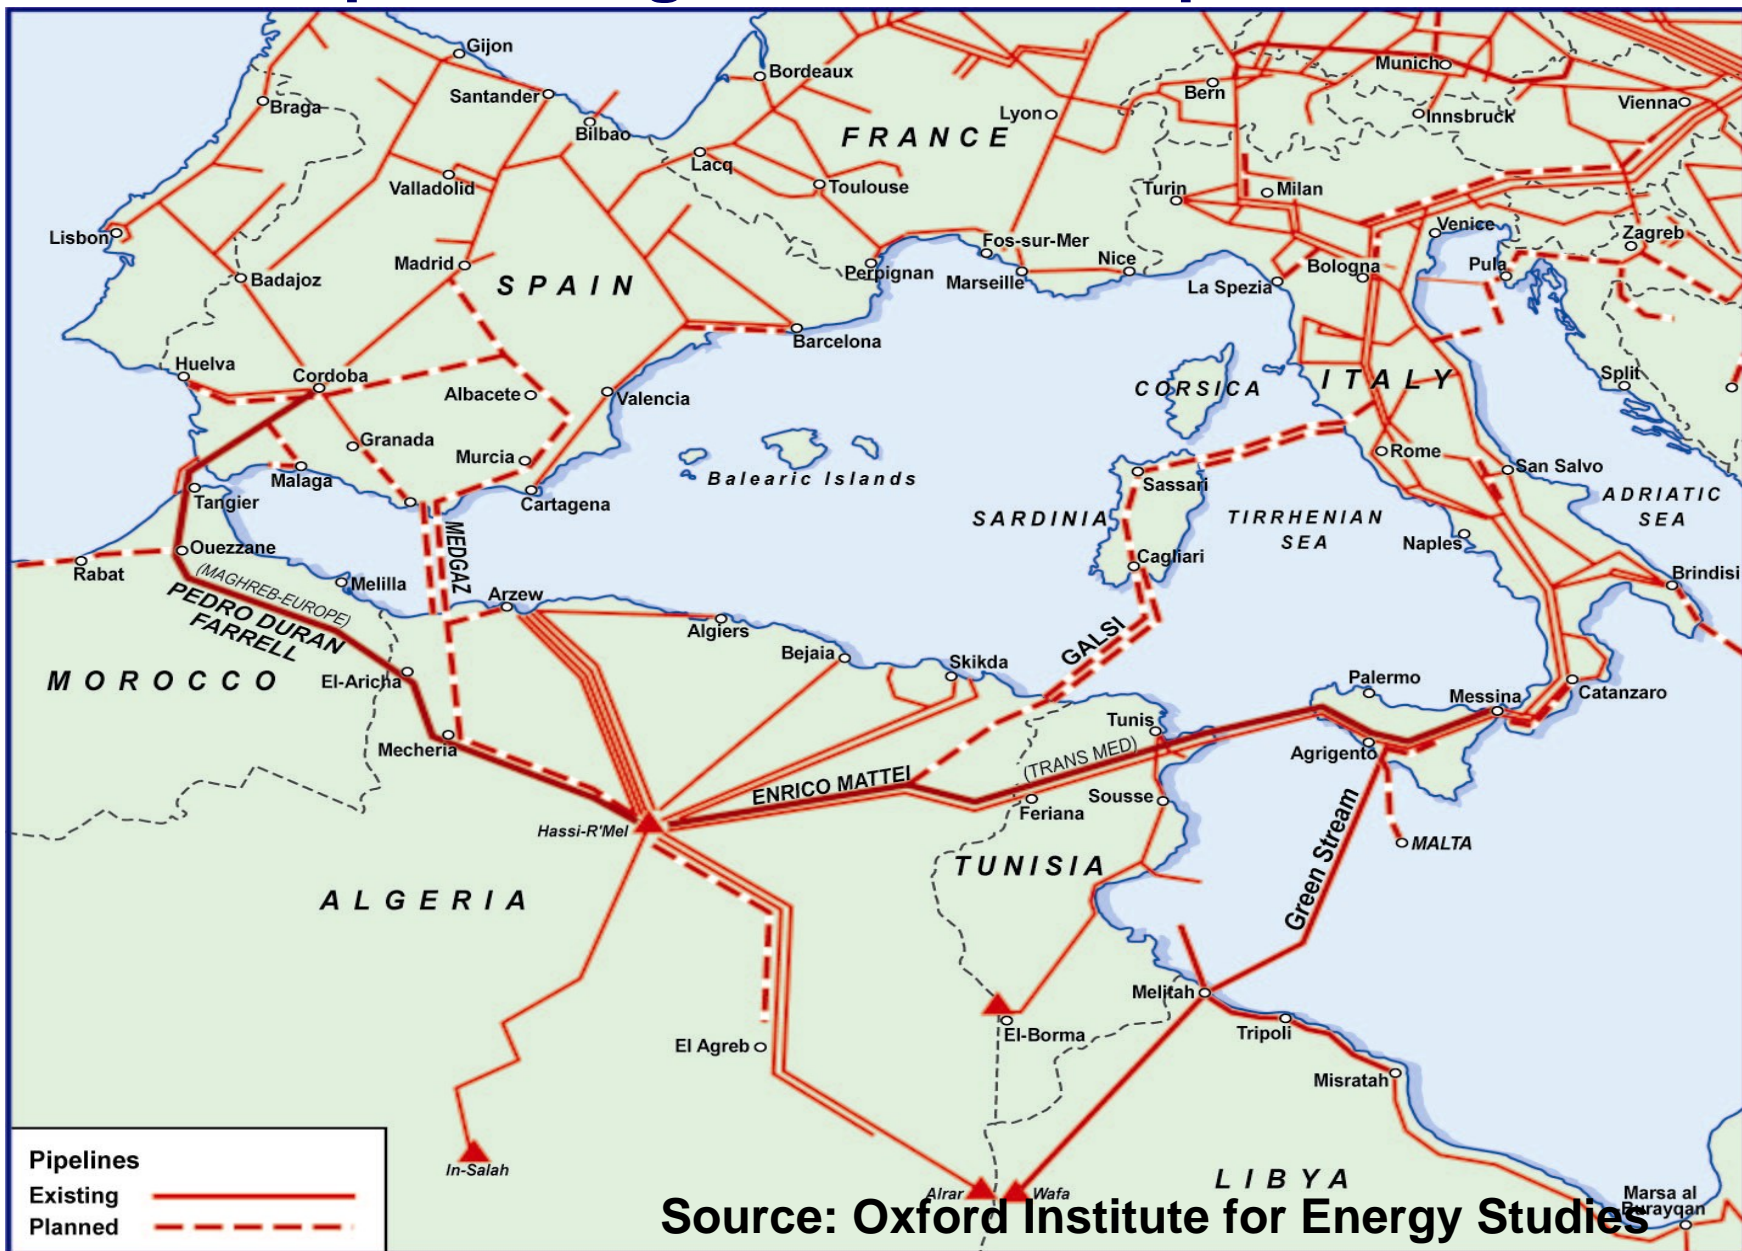 Gijon
Bordeaux
Munich
Santander
Bern
Braga
Lyon
Vienna
Innsbruck
Bilbao
FRANCE
Lacq
Valladolid
Toulouse
Turin
Milan
Lisbon
Venice
Zagreb
Fos-sur-Mer
Madrid
Badajoz
SPAIN
Perpignan
Marseille
Nice
La Spezia
Bologna
Pula
Barcelona
Huelva
Cordoba
Albacete
Valencia
CORSICA
ITALY
Split
Granada
Murcia
Rome
Malaga
Balearic Islands
Sassari
San Salvo
Tangier
Cartagena
ADRIATIC
SEA
SARDINIA
TIRRHENIAN
SEA
MEDGAZ
Ouezzane
Rabat
Cagliari
Naples
Brindisi
(MAGHREB-EUROPE)
PEDRO DURAN
FARRELL
Melilla
Arzew
Algiers
GALSI
Bejaia
Skikda
MOROCCO
El-Aricha
Palermo
Messina
Catanzaro
Mecheria
Tunis
Agrigento
(TRANS MED)
ENRICO MATTEI
Feriana
Sousse
Hassi-R'Mel
Green Stream
MALTA
TUNISIA
ALGERIA
Melitah
Tripoli
El-Borma
El Agreb
Misratah
Pipelines
Existing
Planned
In-Salah
LIBYA
Alrar
Wafa
Marsa al
Burayqan
Source: Oxford Institute for Energy Studies